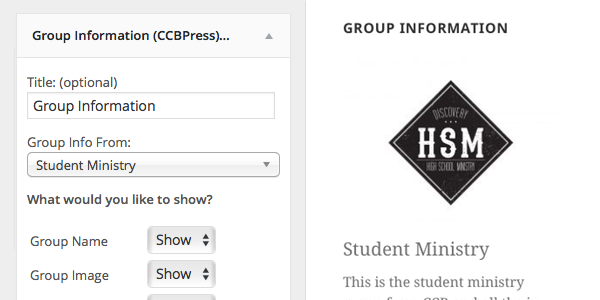 Group Information (CCBPress)...
Title: (optional)
Group Information
Group Info From:
Student Ministry
What would you like to show?
Group Name
Show
Group Image
Show
GROUP INFORMATION
DISCOVERY
HSM
HIGH SCHOOL MINISTRY
Student Ministry
This is the student ministry